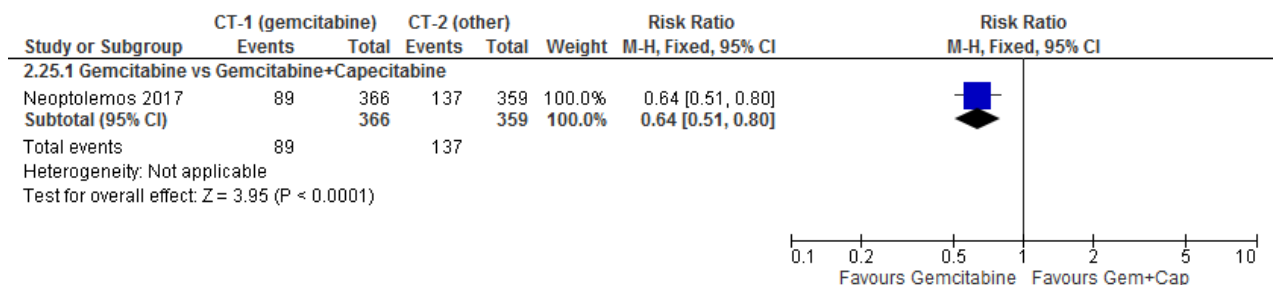 CT-1 (gemcitabine) CT-2 (other) Risk Ratio Risk Ratio
Study or Subgroup Events Total Events Total Weight M-H, Fixed, 95% CI M-H, Fixed, 95% CI
2.25.1 Gemcitabine vs Gemcitabine+Capecitabine
Neoptolemos 2017 89 366 137 359 100.0% 0.64 [0.51, 0.80]
Subtotal (95% CI) 366 359 100.0% 0.64 [0.51, 0.80]
Total events 89 137
Heterogeneity: Not applicable
Test for overall effect: Z = 3.95 (P < 0.0001)
0.1 0.2 0.5 1 2 5 10
Favours Gemcitabine Favours Gem+Cap